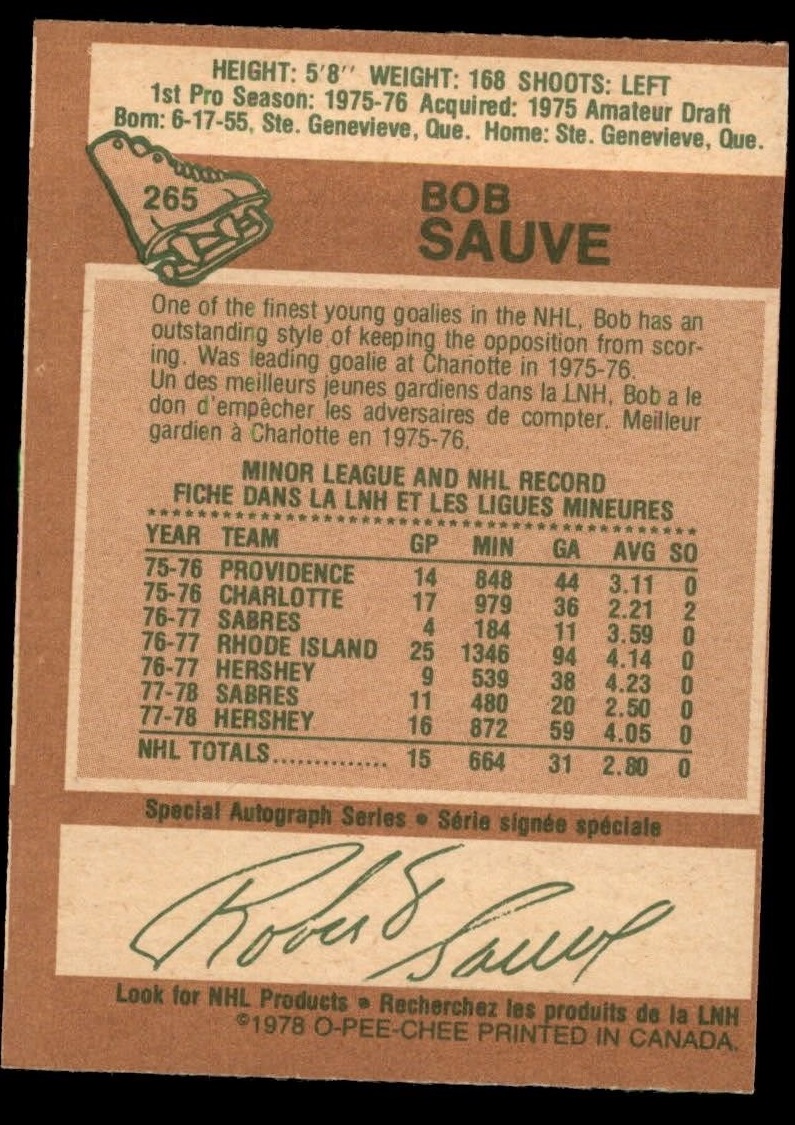 HEIGHT: 5'8'' WEIGHT: 168 SHOOTS: LEFT
1st Pro Season: 1975-76 Acquired: 1975 Amateur Draft
Born: 6-17-55, Ste. Genevieve, Que. Home: Ste. Genevieve, Que.
265
BOB
SAUVE
One of the finest young goalies in the NHL, Bob has an
outstanding style of keeping the opposition from scor-
ing. Was leading goalie at Charlotte in 1975-76.
Un des meilleurs jeunes gardiens dans la LNH, Bob a le
don d'empêcher les adversaires de compter. Meilleur
gardien à Charlotte en 1975-76.
MINOR LEAGUE AND NHL RECORD
FICHE DANS LA LNH ET LES LIGUES MINEURES
YEAR TEAM GP MIN GA AVG SO
75-76 PROVIDENCE 14 848 44 3.11 0
75-76 CHARLOTTE 17 979 36 2.21 2
76-77 SABRES 4 184 11 3.59 0
76-77 RHODE ISLAND 25 1346 94 4.14 0
76-77 HERSHEY 9 539 38 4.23 0
77-78 SABRES 11 480 20 2.50 0
77-78 HERSHEY 16 872 59 4.05 0
NHL TOTALS.............. 15 664 31 2.80 0
Special Autograph Series • Série signée spéciale
Robert Sauve
Look for NHL Products • Recherchez les produits de la LNH
©1978 O-PEE-CHEE PRINTED IN CANADA.